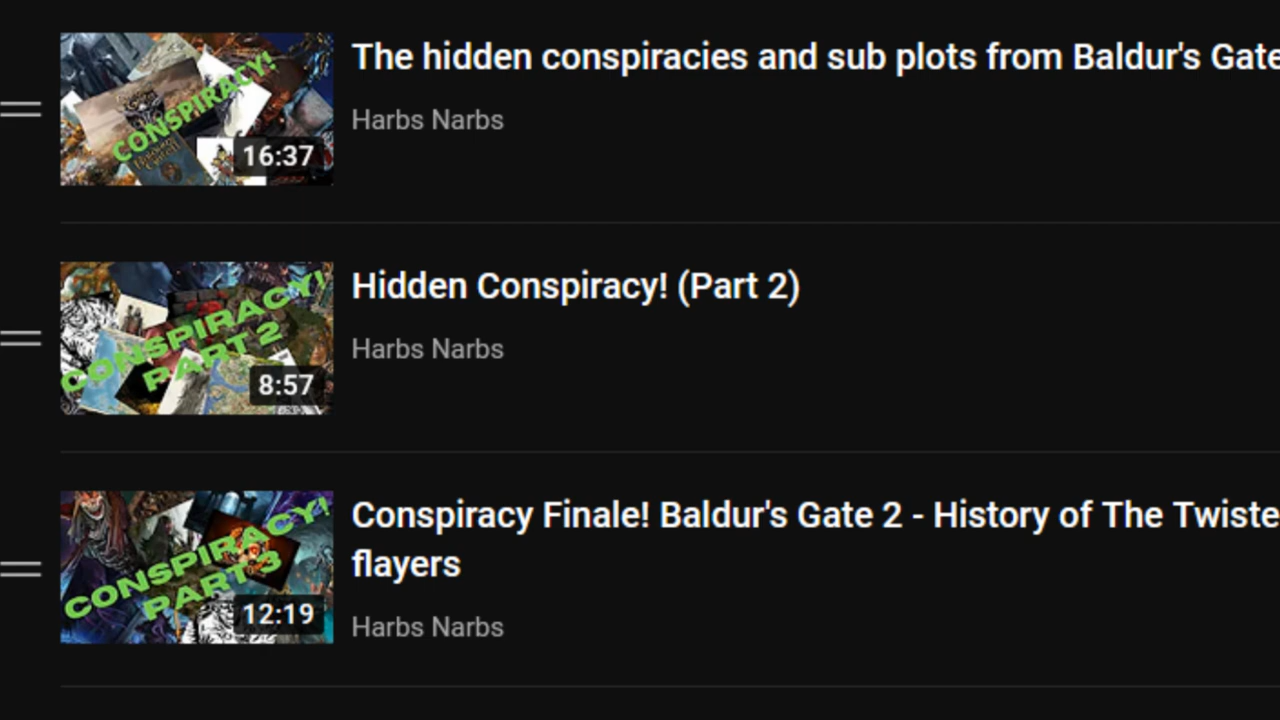 The hidden conspiracies and sub plots from Baldur's Gate
Harbs Narbs
CONSPIRACY!
16:37
Hidden Conspiracy! (Part 2)
Harbs Narbs
CONSPIRACY!
PART 2
8:57
Conspiracy Finale! Baldur's Gate 2 - History of The Twiste
flayers
Harbs Narbs
CONSPIRACY!
PART 3
12:19